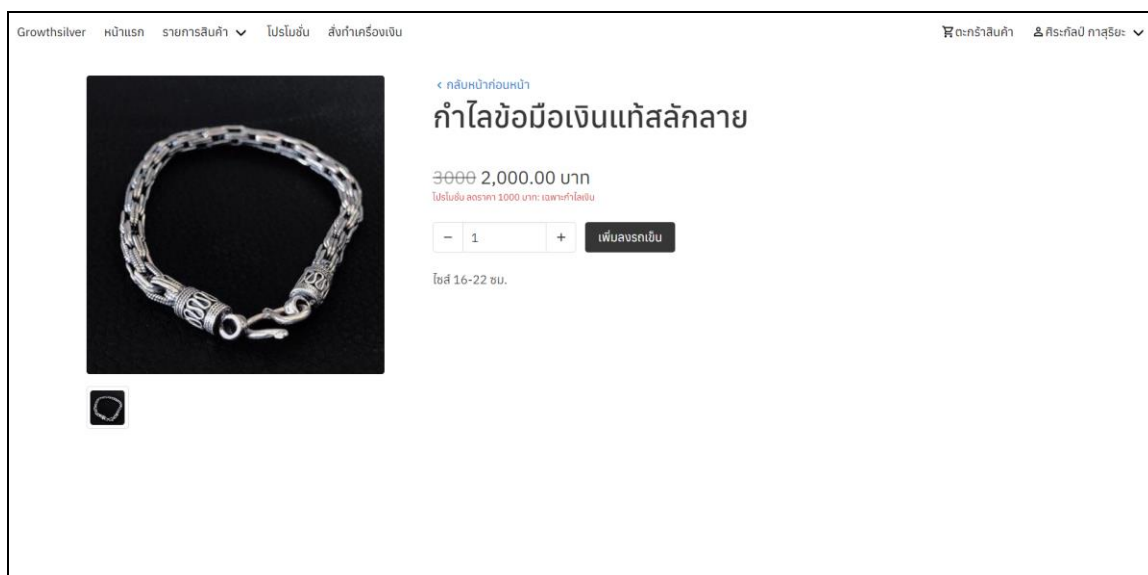 Growthsilver หน้าแรก รายการสินค้า โปรโมชั่น สั่งทำเครื่องเงิน ตะกร้าสินค้า ศิระกัลป์ กาสุริยะ
< กลับหน้าก่อนหน้า
กำไลข้อมือเงินแท้สลักลาย
3000 2,000.00 บาท
โปรโมชั่น ลดราคา 1000 บาท: เฉพาะกำไลเงิน
− 1 + เพิ่มลงรถเข็น
ไซส์ 16-22 ซม.